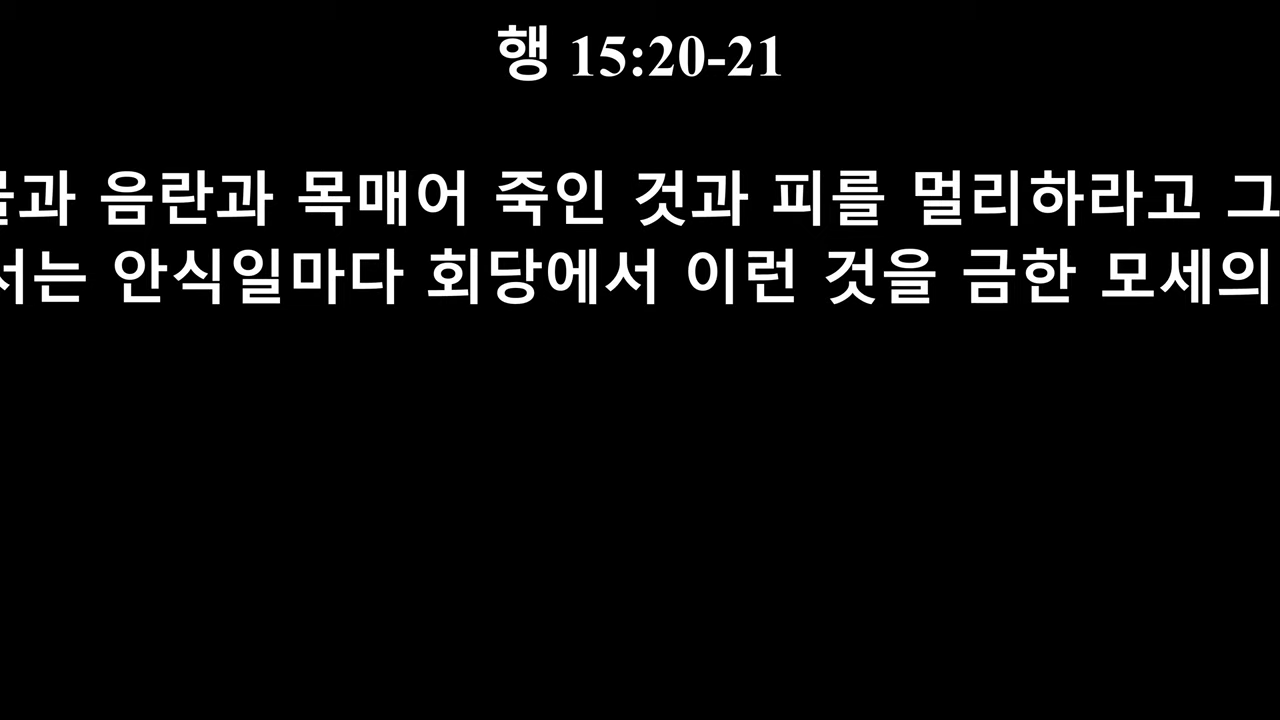 행 15:20-21
음란과 목매어 죽인 것과 피를 멀리하라고 그
안식일마다 회당에서 이런 것을 금한 모세의